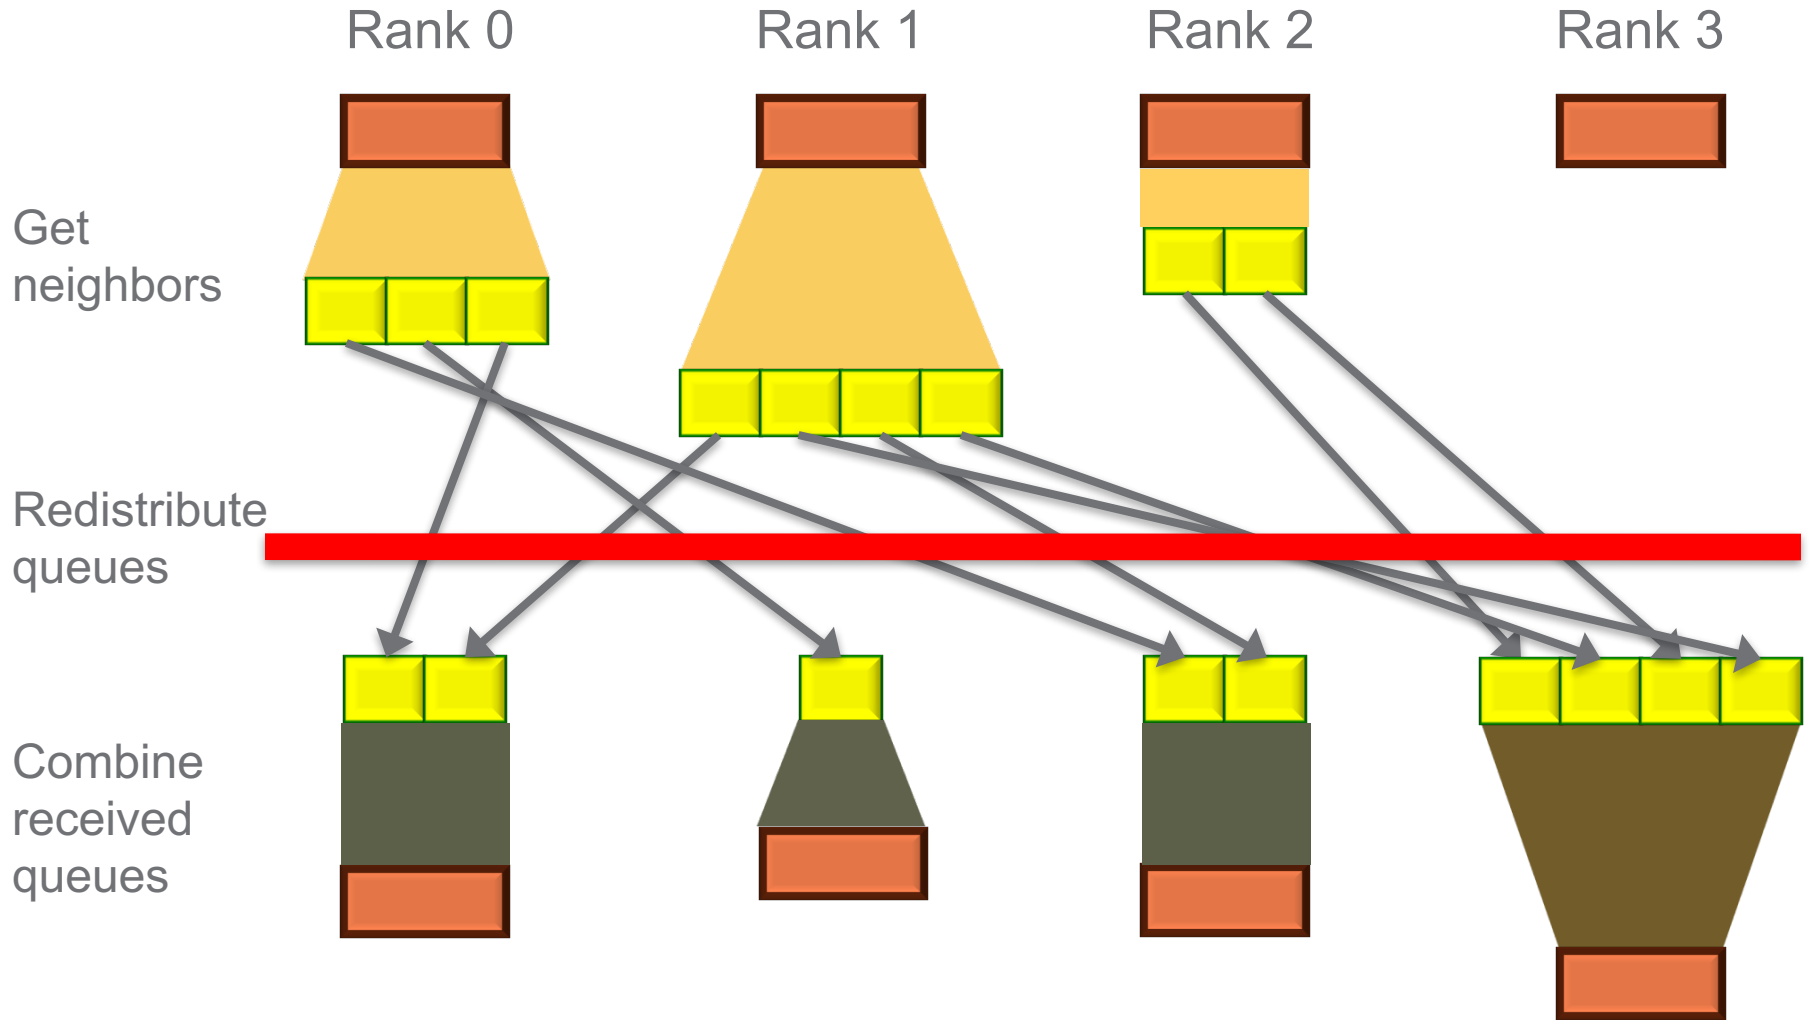 Rank 0
Rank 1
Rank 2
Rank 3
Get
neighbors
Redistribute
queues
Combine
received
queues